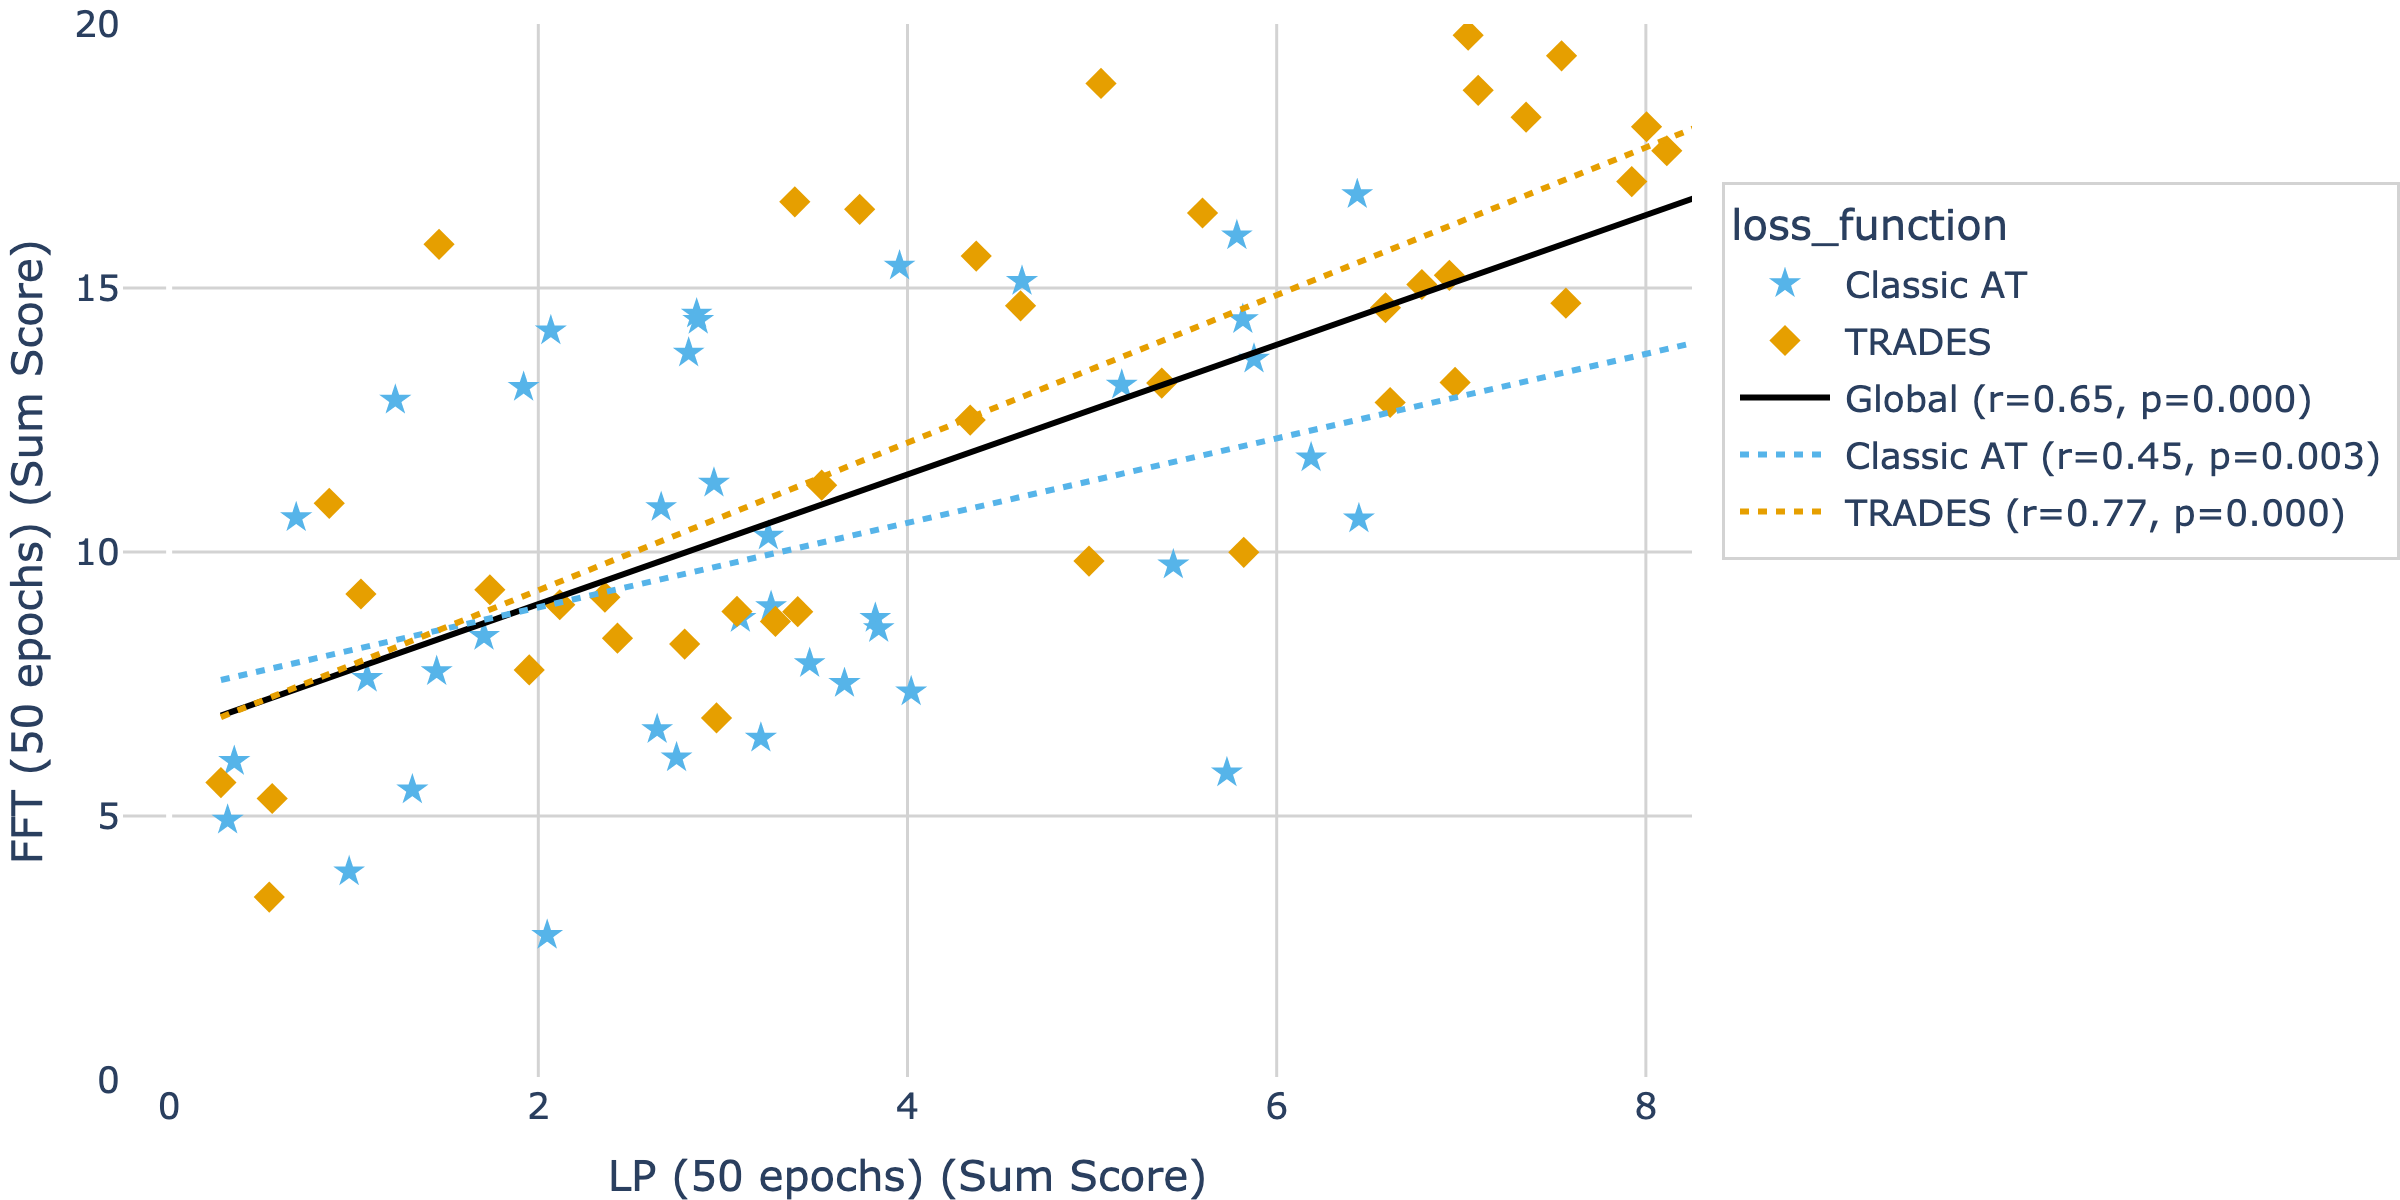 20
15
10
5
0
0
2
4
6
8
FFT (50 epochs) (Sum Score)
LP (50 epochs) (Sum Score)
loss_function
Classic AT
TRADES
Global (r=0.65, p=0.000)
Classic AT (r=0.45, p=0.003)
TRADES (r=0.77, p=0.000)